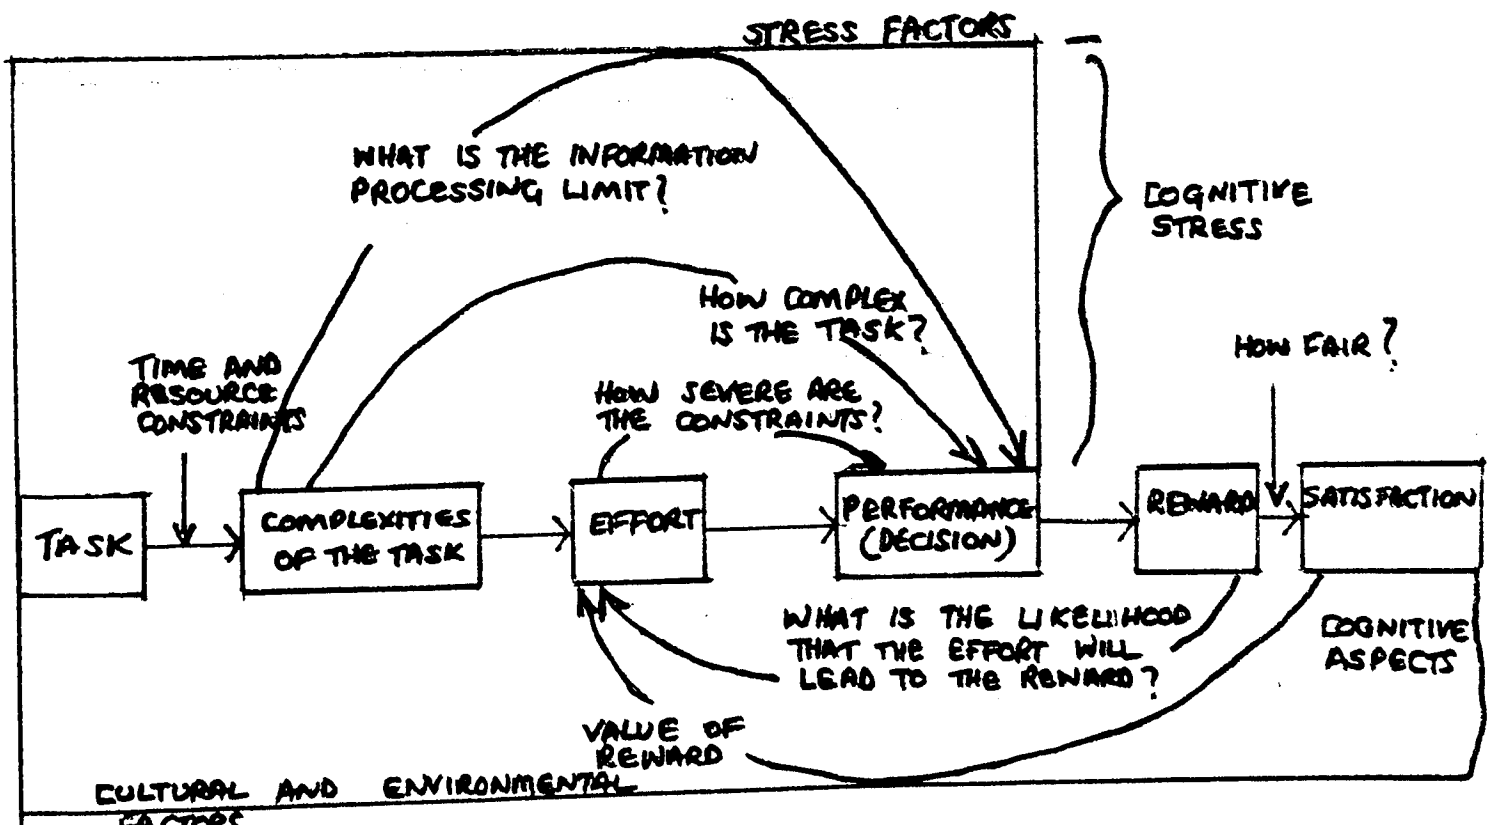 STRESS FACTORS
WHAT IS THE INFORMATION
PROCESSING LIMIT?
COGNITIVE
STRESS
HOW COMPLEX
IS THE TASK?
HOW FAIR?
TIME AND
RESOURCE
CONSTRAINTS
HOW SEVERE ARE
THE CONSTRAINTS?
TASK
COMPLEXITIES
OF THE TASK
EFFORT
PERFORMANCE
(DECISION)
REWARD
SATISFACTION
WHAT IS THE LIKELIHOOD
THAT THE EFFORT WILL
LEAD TO THE REWARD?
COGNITIVE
ASPECTS
VALUE OF
REWARD
CULTURAL AND ENVIRONMENTAL
FACTORS